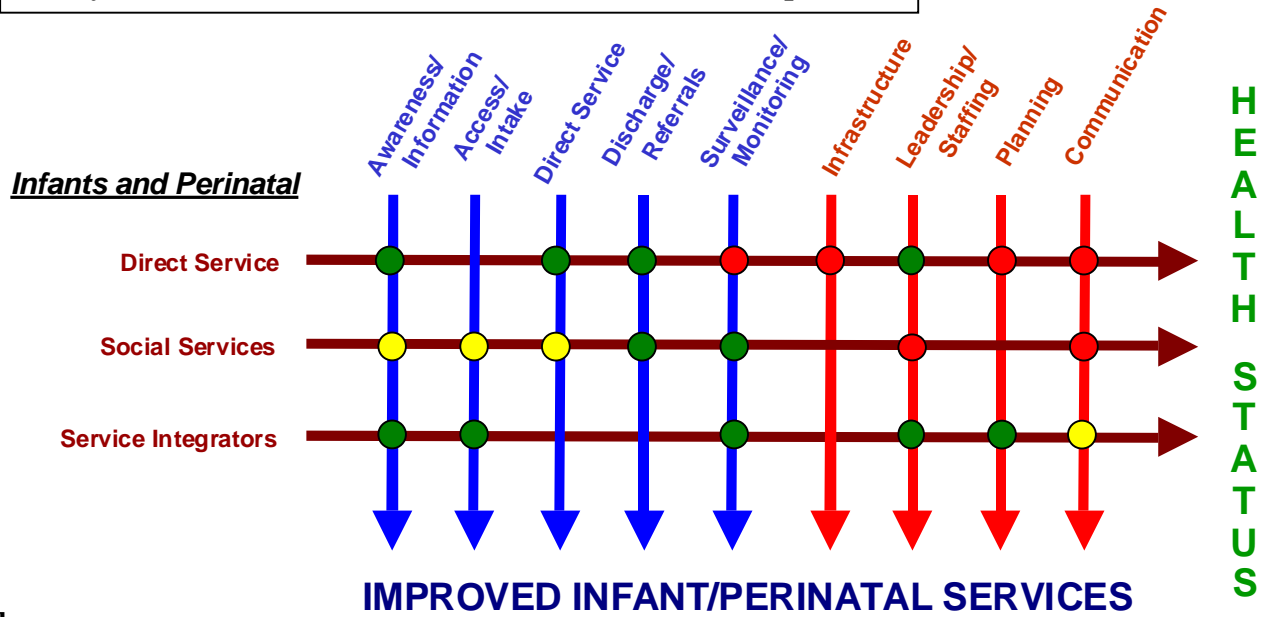 Awareness/
Information
Access/
Intake
Direct Service
Discharge/
Referrals
Surveillance/
Monitoring
Infrastructure
Leadership/
Staffing
Planning
Communication
Infants and Perinatal
Direct Service
Social Services
Service Integrators
HEALTH STATUS
IMPROVED INFANT/PERINATAL SERVICES